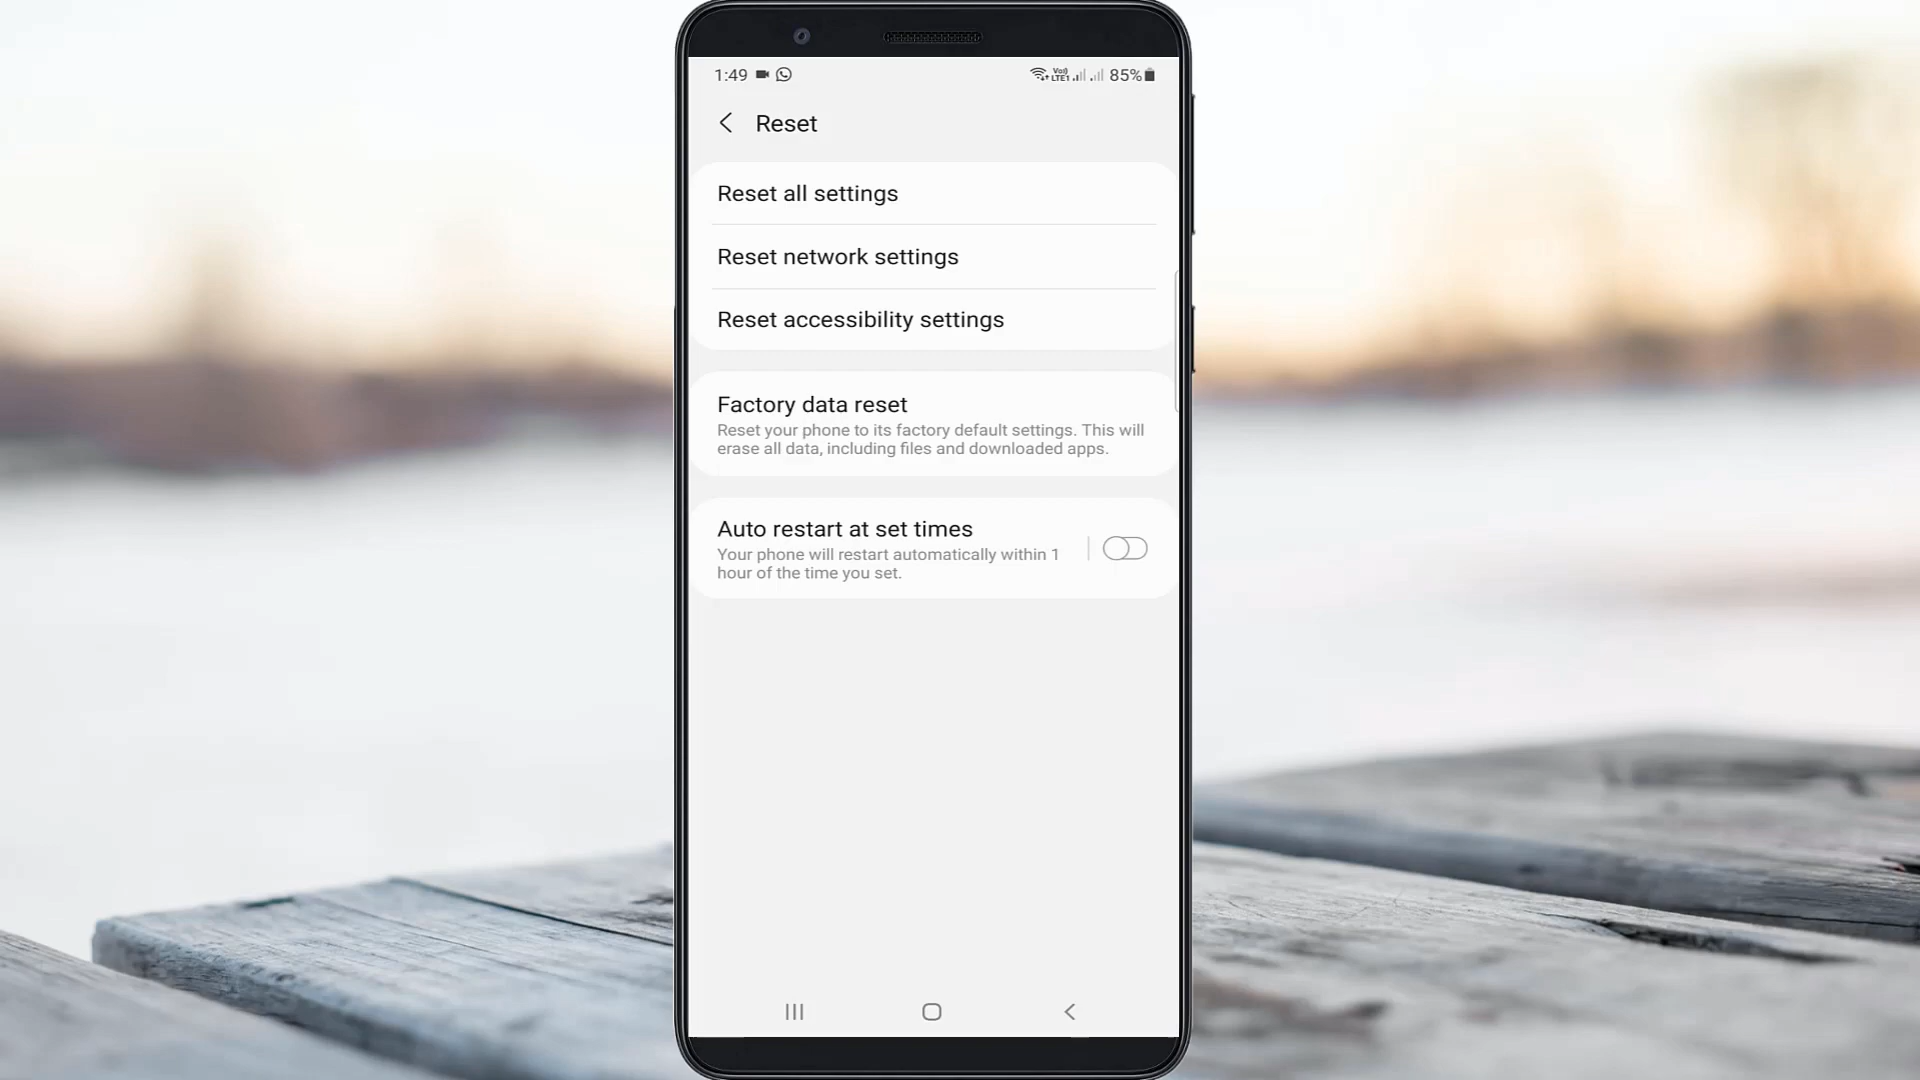 1:49
Vo)) LTE1 85%
Reset
Reset all settings
Reset network settings
Reset accessibility settings
Factory data reset
Reset your phone to its factory default settings. This will
erase all data, including files and downloaded apps.
Auto restart at set times
Your phone will restart automatically within 1
hour of the time you set.